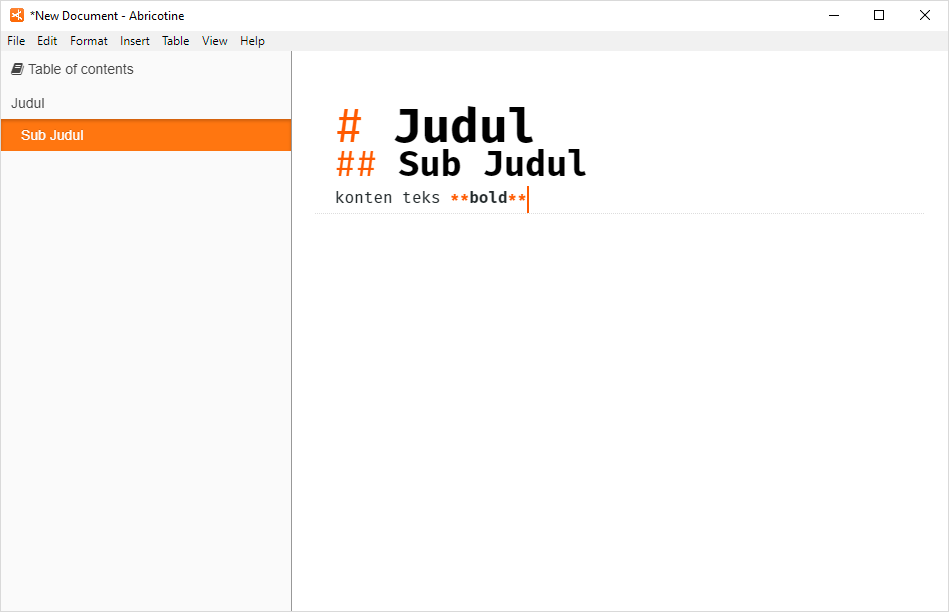 *New Document - Abricotine
File Edit Format Insert Table View Help
Table of contents
Judul
Sub Judul
# Judul
## Sub Judul
konten teks **bold**